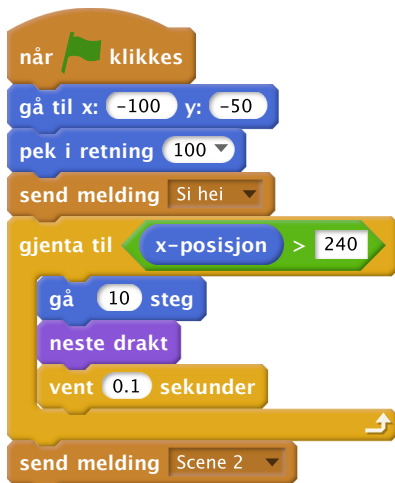 når klikkes
gå til x: -100 y: -50
pek i retning 100
send melding Si hei
gjenta til x-posisjon > 240
gå 10 steg
neste drakt
vent 0.1 sekunder
send melding Scene 2